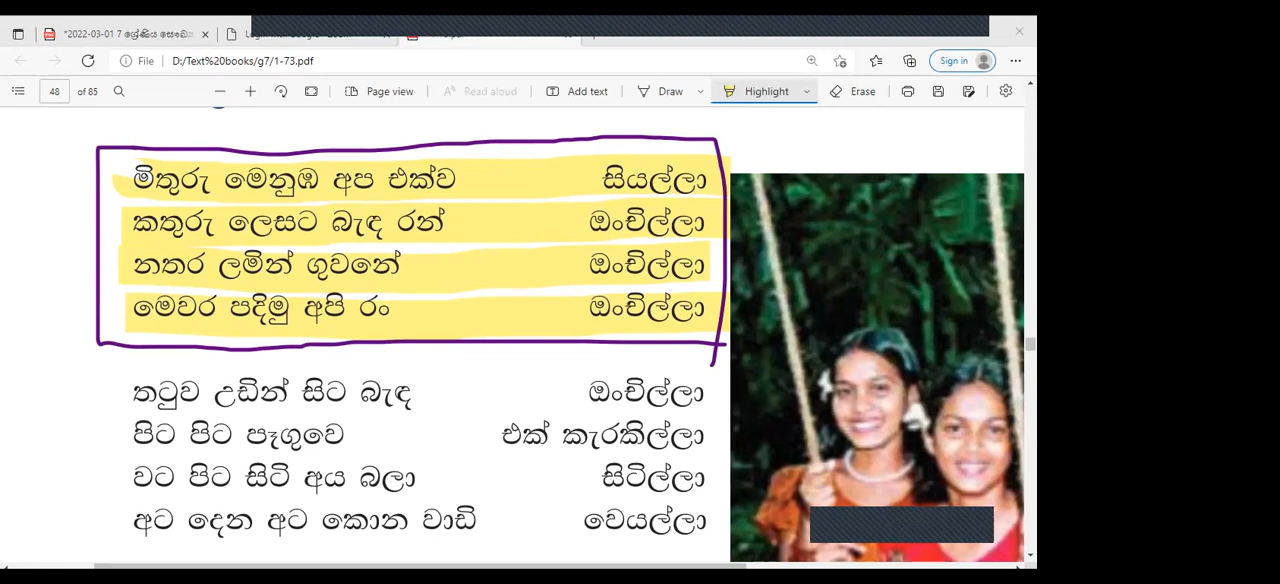 *2022-03-01 7 ශ්‍රේණිය සෞඛ්‍ය
File D:/Text%20books/g7/1-73.pdf Sign in
48 of 85 Page view Read aloud Add text Draw Highlight Erase
මිතුරු මෙනුඹ අප එක්ව සියල්ලා
කතුරු ලෙසට බැඳ රන් ඔංචිල්ලා
නතර ලමින් ගුවනේ ඔංචිල්ලා
මෙවර පදිමු අපි රං ඔංචිල්ලා
තටුව උඩින් සිට බැඳ ඔංචිල්ලා
පිට පිට පෑගුවෙ එක් කැරකිල්ලා
වට පිට සිටි අය බලා සිටිල්ලා
අට දෙන අට කොන වාඩි වෙයල්ලා